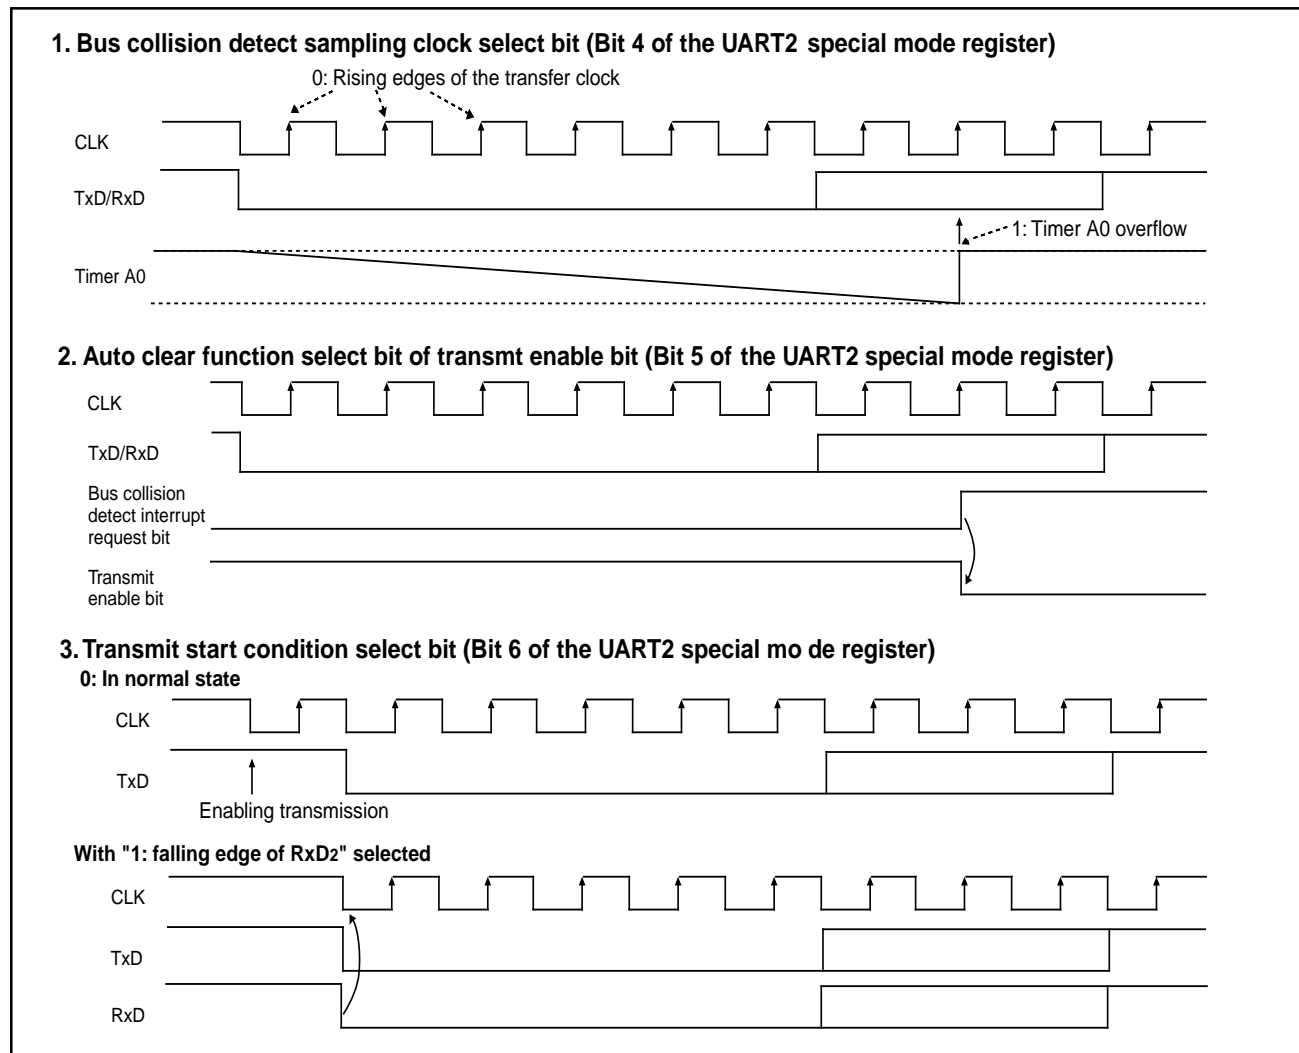 1. Bus collision detect sampling clock select bit (Bit 4 of the UART2 special mode register)
0: Rising edges of the transfer clock
CLK
TxD/RxD
1: Timer A0 overflow
Timer A0
2. Auto clear function select bit of transmt enable bit (Bit 5 of the UART2 special mode register)
CLK
TxD/RxD
Bus collision
detect interrupt
request bit
Transmit
enable bit
3. Transmit start condition select bit (Bit 6 of the UART2 special mo de register)
0: In normal state
CLK
TxD
Enabling transmission
With "1: falling edge of RxD2" selected
CLK
TxD
RxD